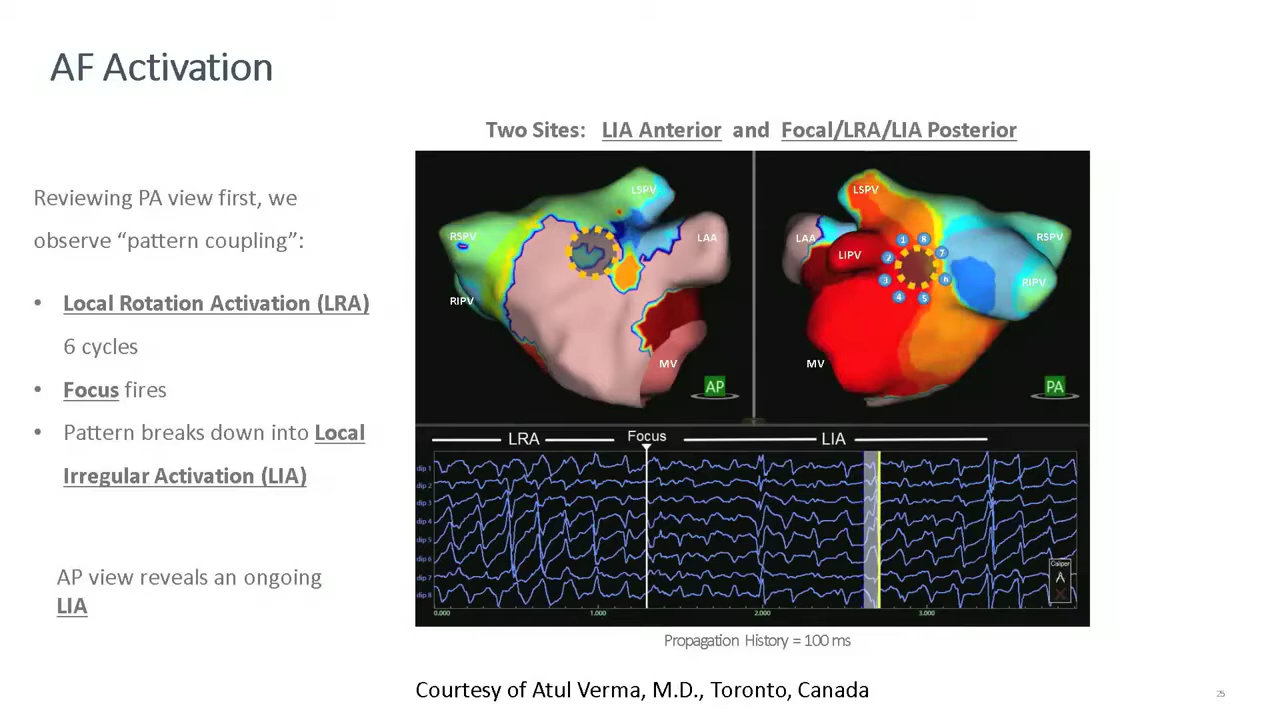 AF Activation
Two Sites: LIA Anterior and Focal/LRA/LIA Posterior
Reviewing PA view first, we
observe “pattern coupling”:
• Local Rotation Activation (LRA)
6 cycles
• Focus fires
• Pattern breaks down into Local
Irregular Activation (LIA)
AP view reveals an ongoing
LIA
LSPV
RSPV
LAA
RIPV
MV
AP
LSPV
LAA
LIPV
RSPV
RIPV
MV
PA
1
8
2
7
3
6
4
5
LRA
Focus
LIA
dip 1
dip 2
dip 3
dip 4
dip 5
dip 6
dip 7
dip 8
Caliper
0.000
1.000
2.000
3.000
Propagation History = 100 ms
Courtesy of Atul Verma, M.D., Toronto, Canada
25